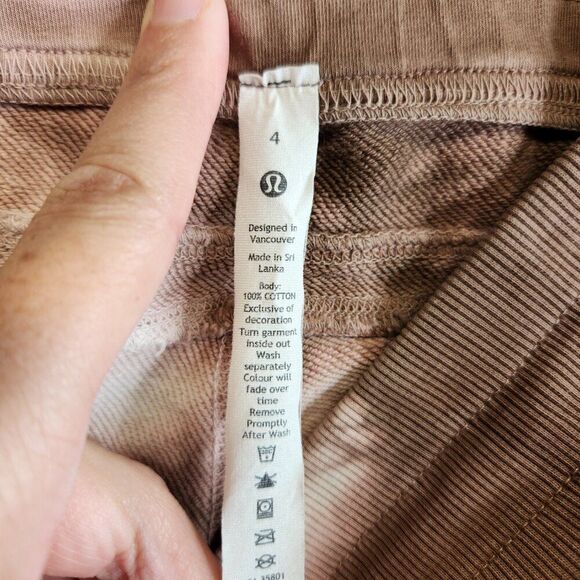 4
Designed in
Vancouver
Made in Sri
Lanka
Body:
100% COTTON
Exclusive of
decoration
Turn garment
inside out
Wash
separately
Colour will
fade over
time
Remove
Promptly
After Wash
35801